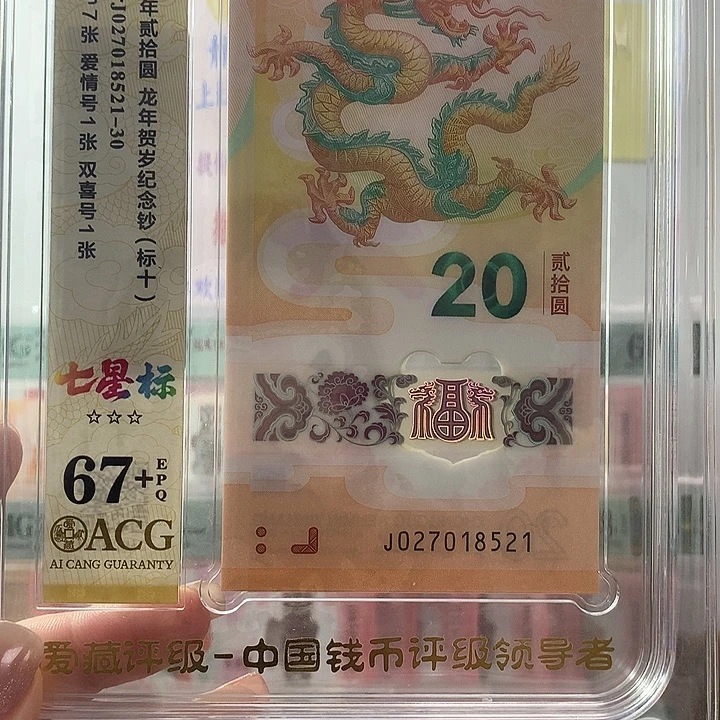 年贰拾圆 龙年贺岁纪念钞(标十)
J027018521-30
7张 爱情号1张 双喜号1张
七星标
☆☆☆
67+EPQ
ACG
AI CANG GUARANTY
20
贰拾圆
福
J027018521
爱藏评级-中国钱币评级领导者